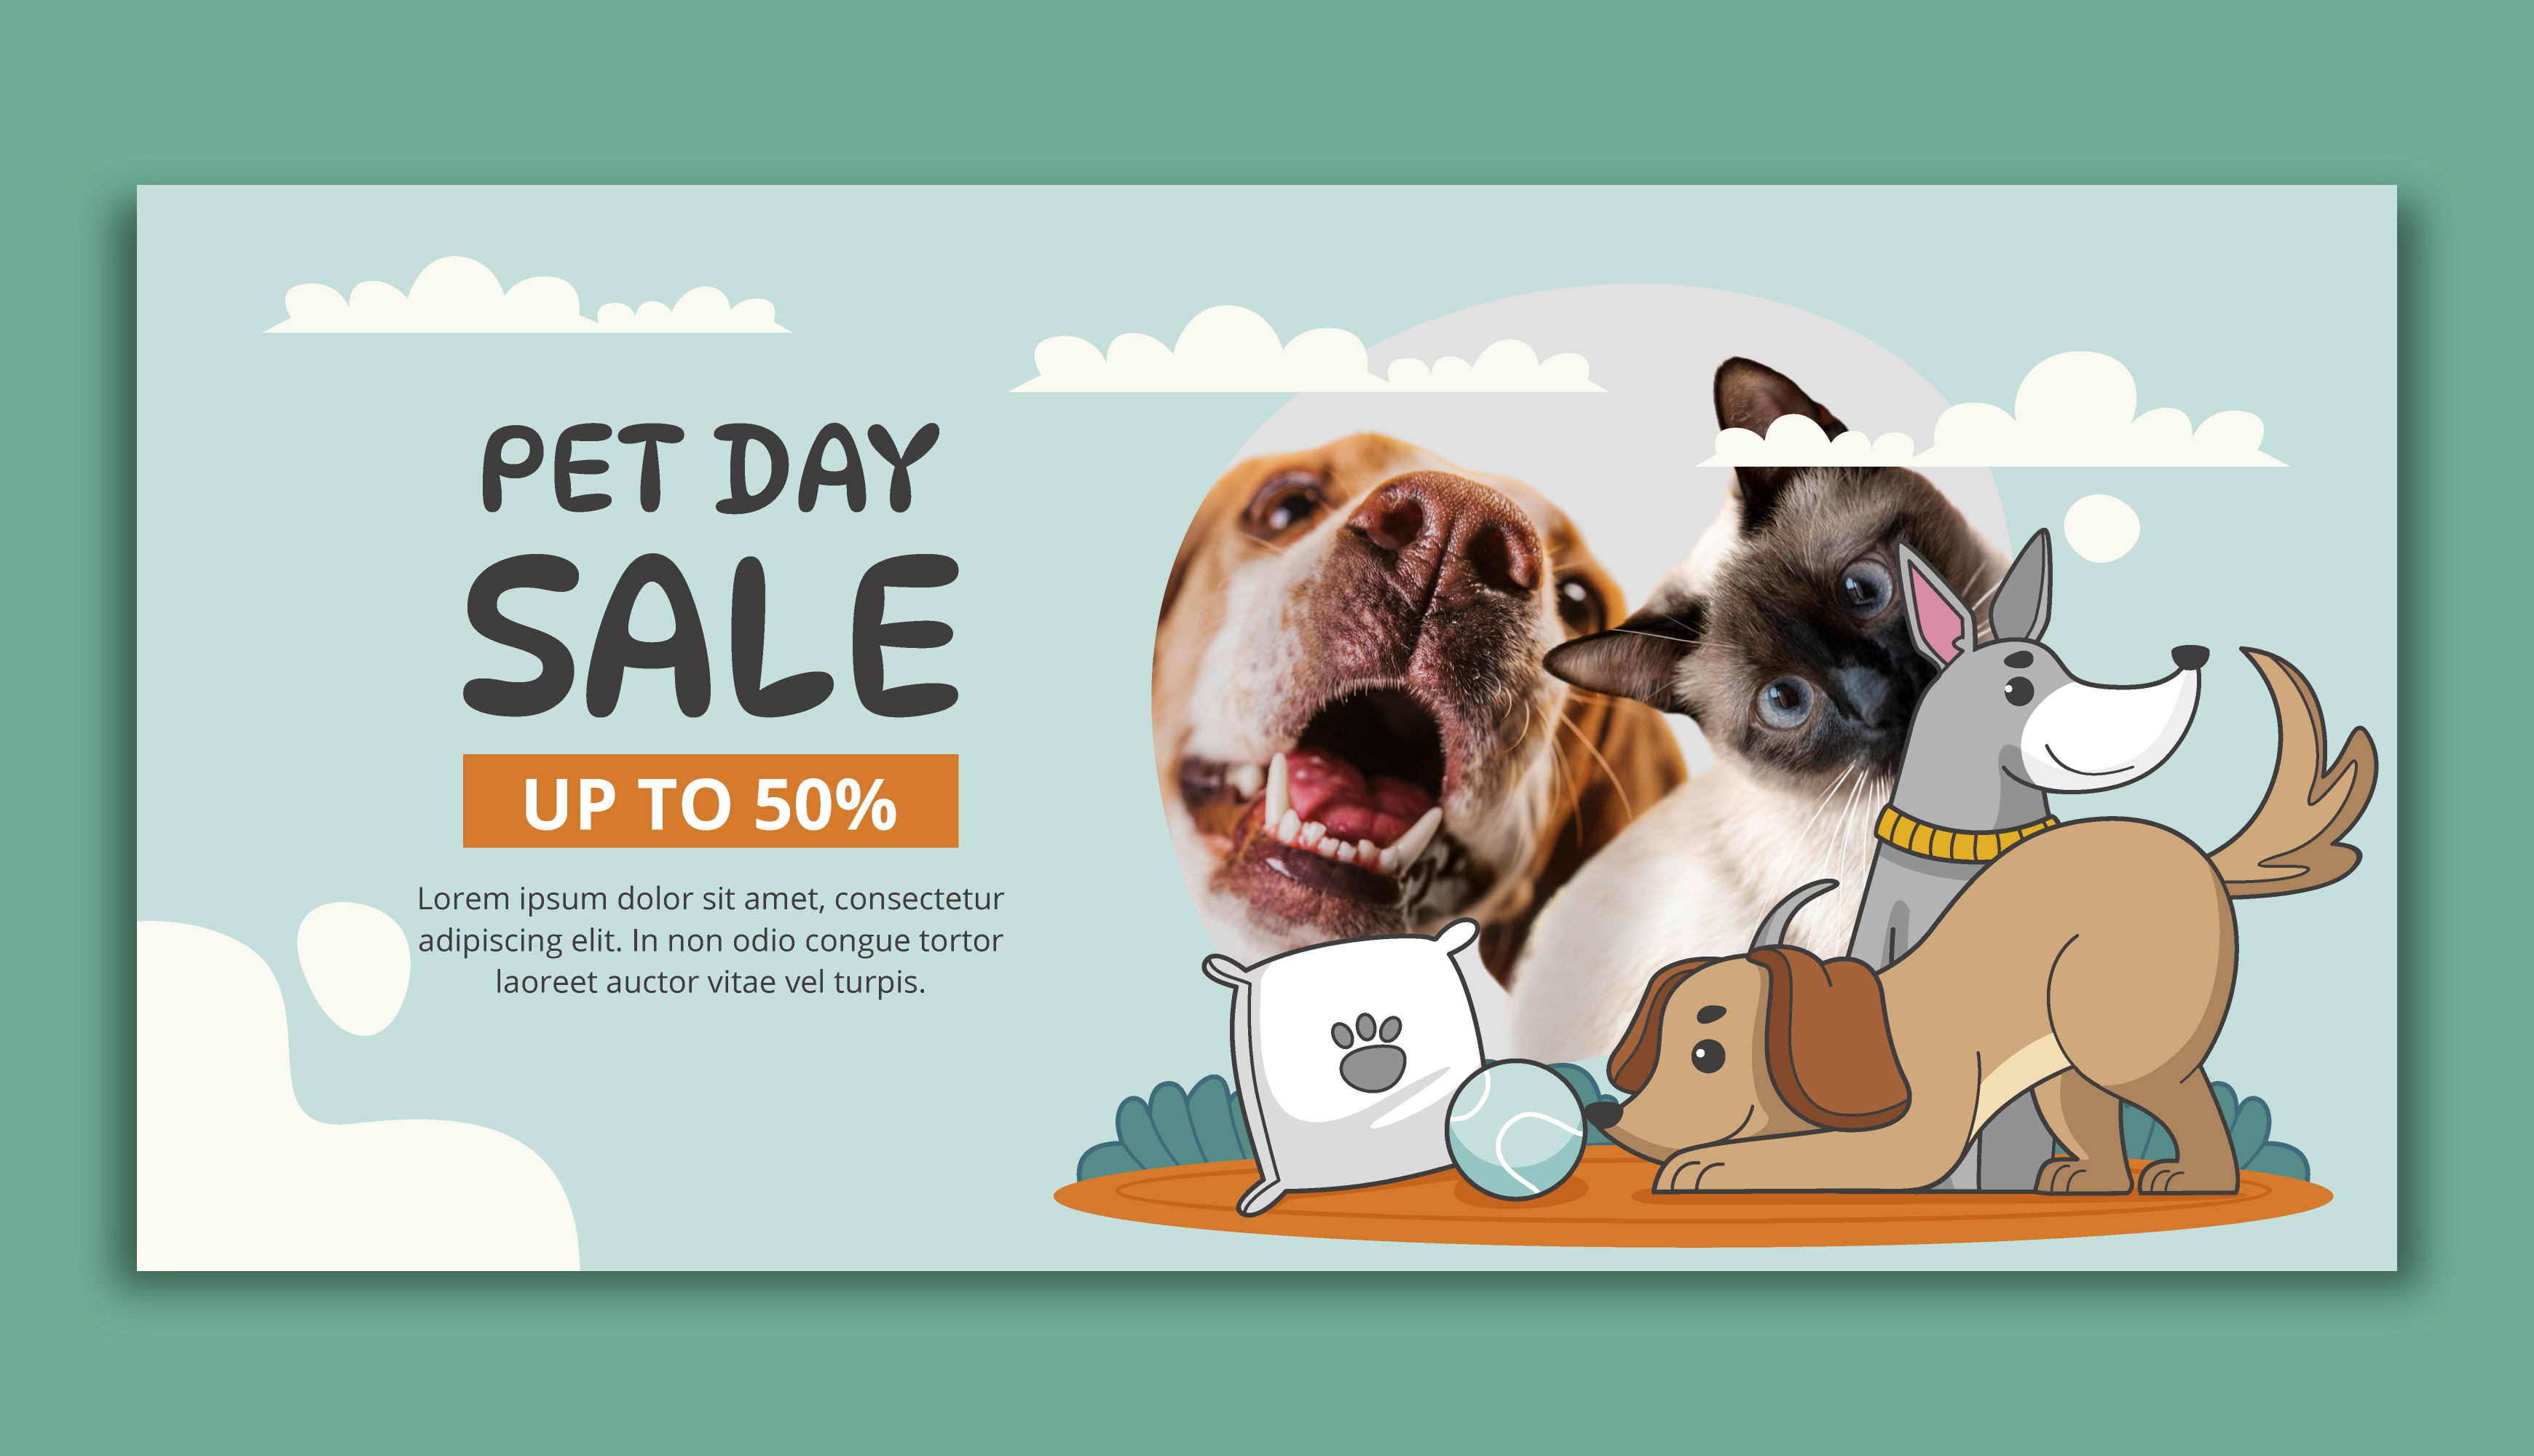 PET DAY
SALE
UP TO 50%
Lorem ipsum dolor sit amet, consectetur
adipiscing elit. In non odio congue tortor
laoreet auctor vitae vel turpis.